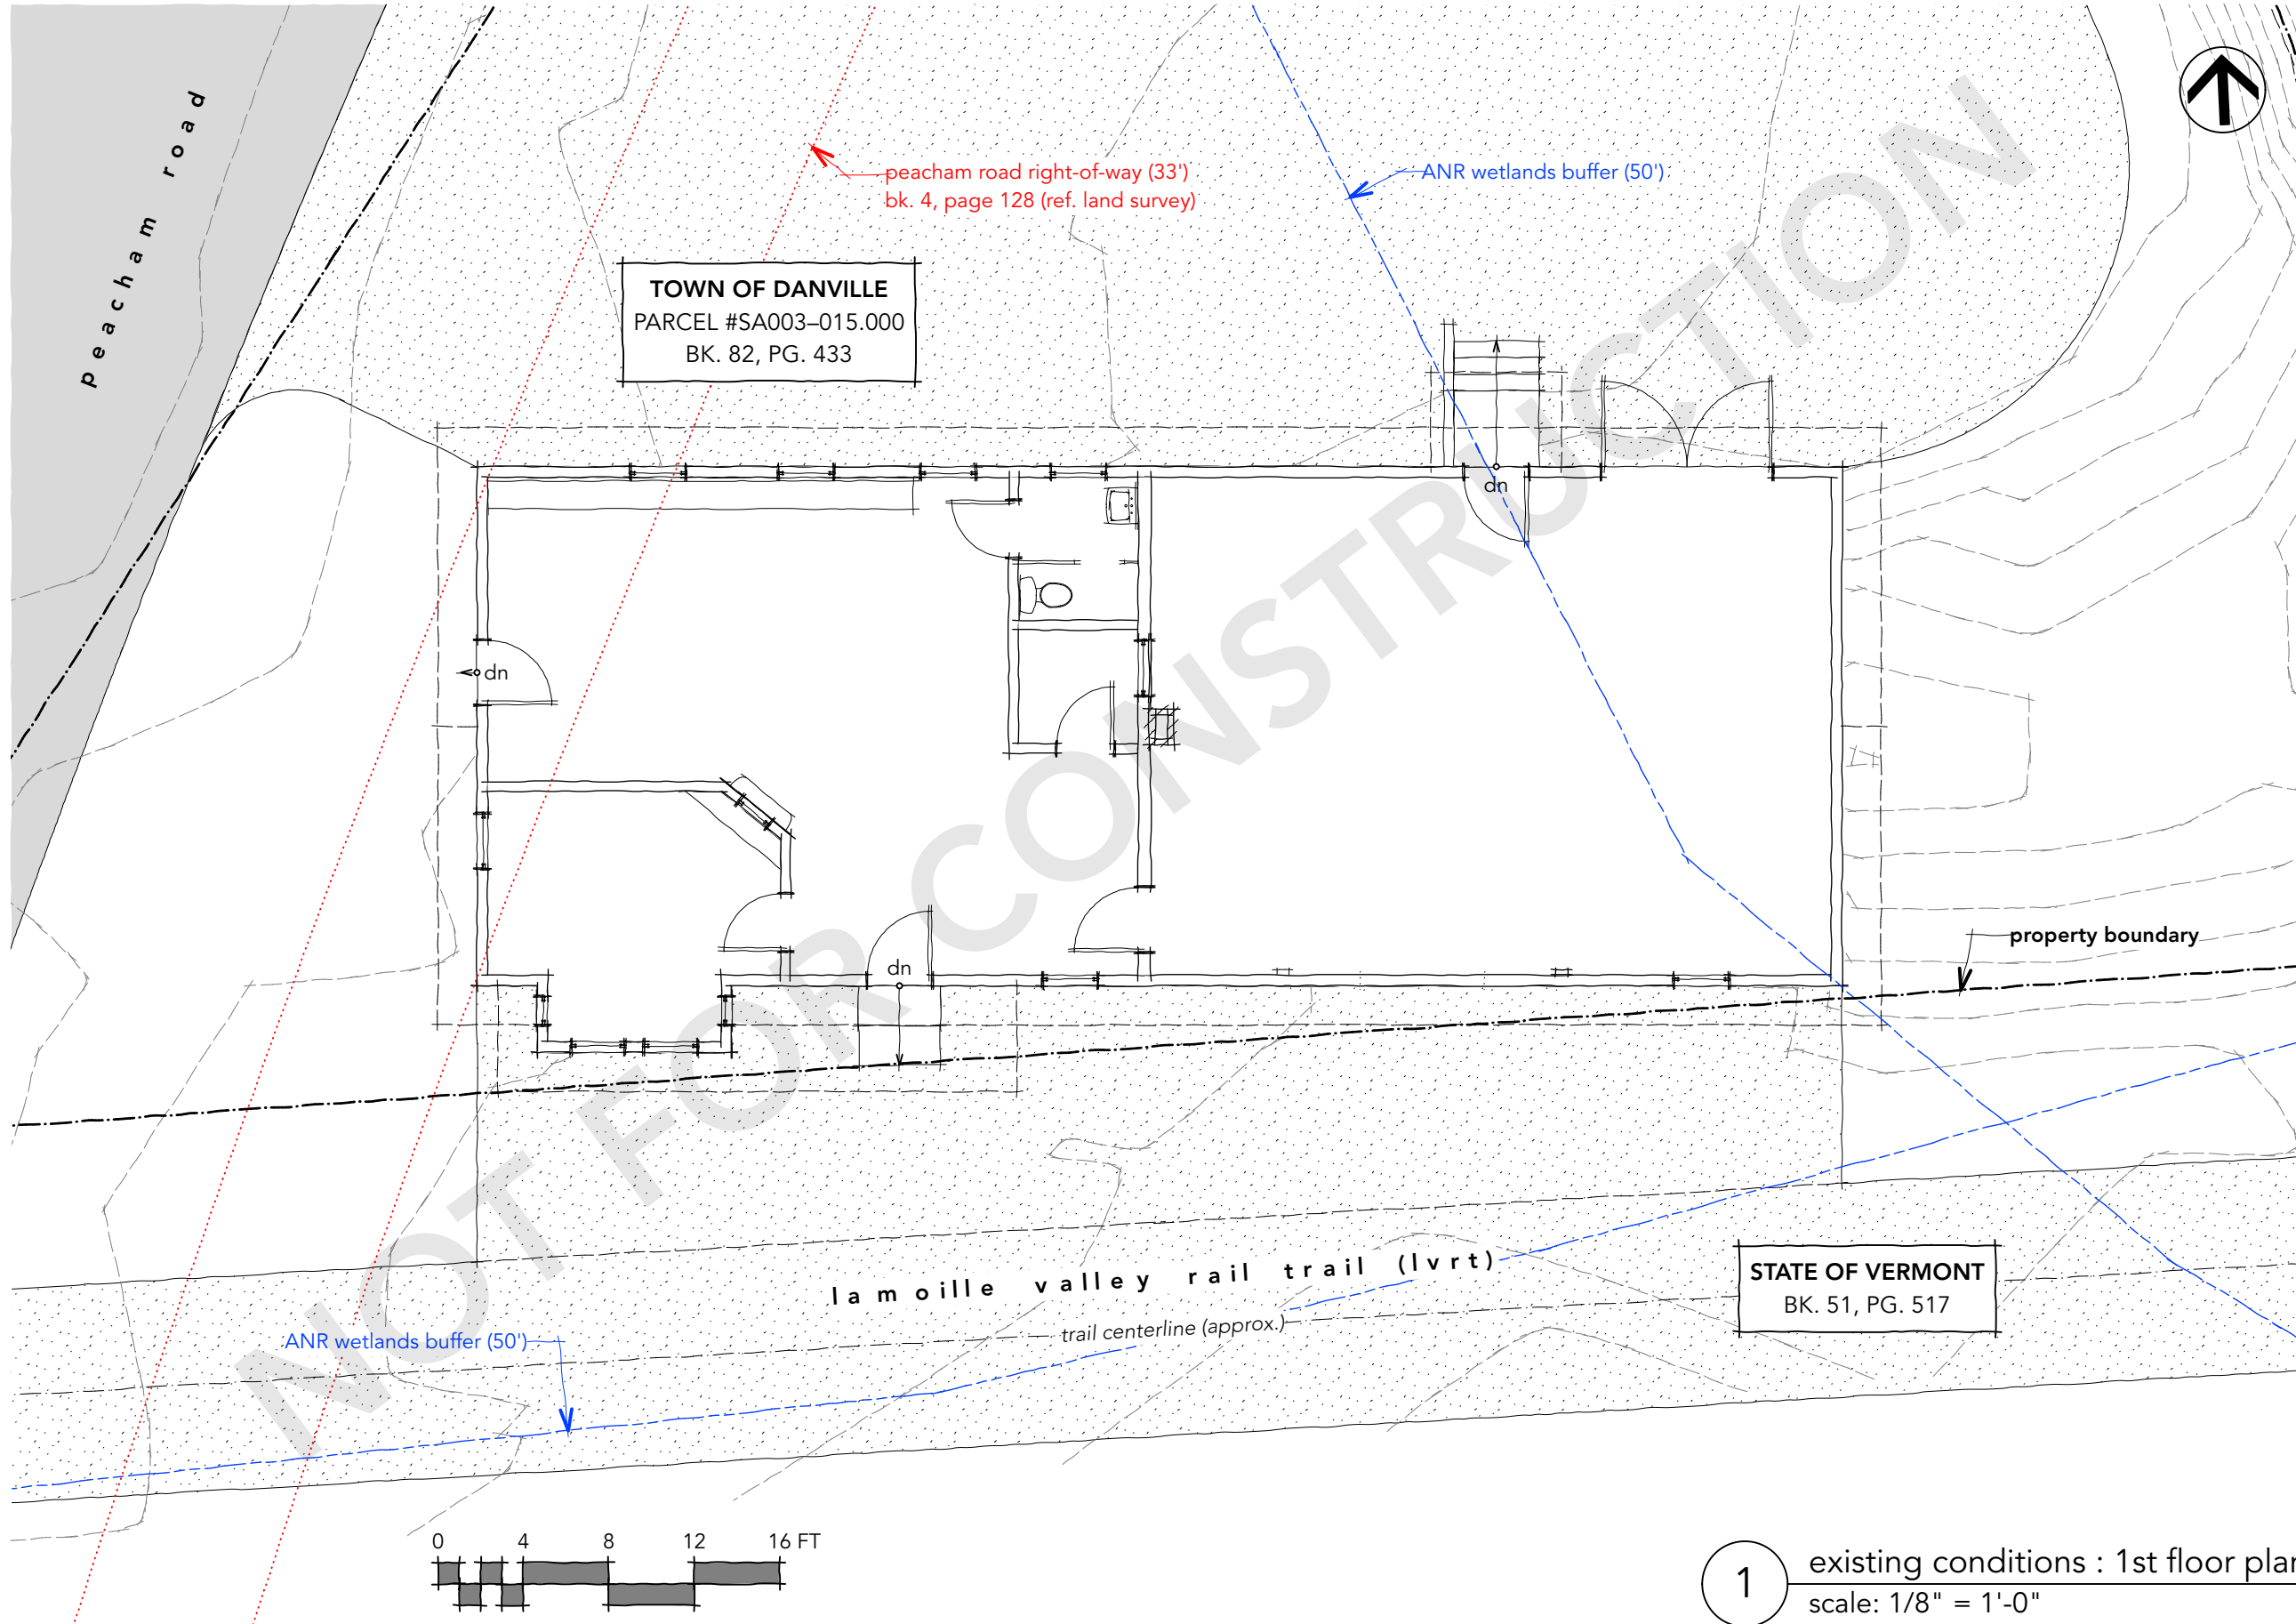 peacham road
peacham road right-of-way (33')
bk. 4, page 128 (ref. land survey)
ANR wetlands buffer (50')
TOWN OF DANVILLE
PARCEL #SA003–015.000
BK. 82, PG. 433
dn
dn
dn
property boundary
NOT FOR CONSTRUCTION
lamoille valley rail trail (lvrt)
trail centerline (approx.)
STATE OF VERMONT
BK. 51, PG. 517
ANR wetlands buffer (50')
0 4 8 12 16 FT
1
existing conditions : 1st floor plan
scale: 1/8" = 1'-0"